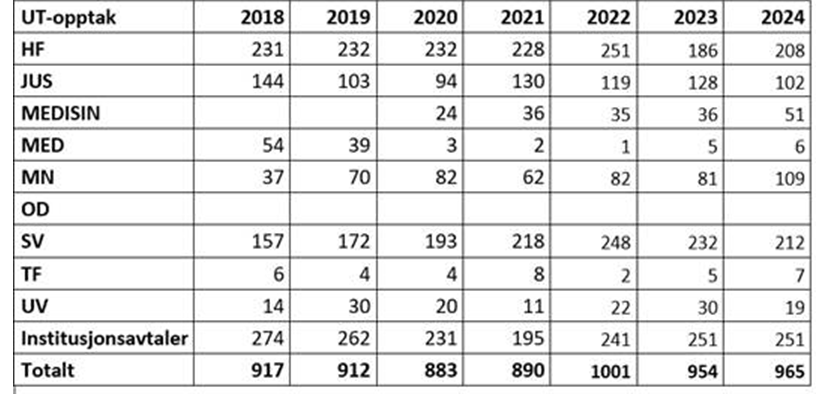 UT-opptak 2018 2019 2020 2021 2022 2023 2024
HF 231 232 232 228 251 186 208
JUS 144 103 94 130 119 128 102
MEDISIN 24 36 35 36 51
MED 54 39 3 2 1 5 6
MN 37 70 82 62 82 81 109
OD
SV 157 172 193 218 248 232 212
TF 6 4 4 8 2 5 7
UV 14 30 20 11 22 30 19
Institusjonsavtaler 274 262 231 195 241 251 251
Totalt 917 912 883 890 1001 954 965